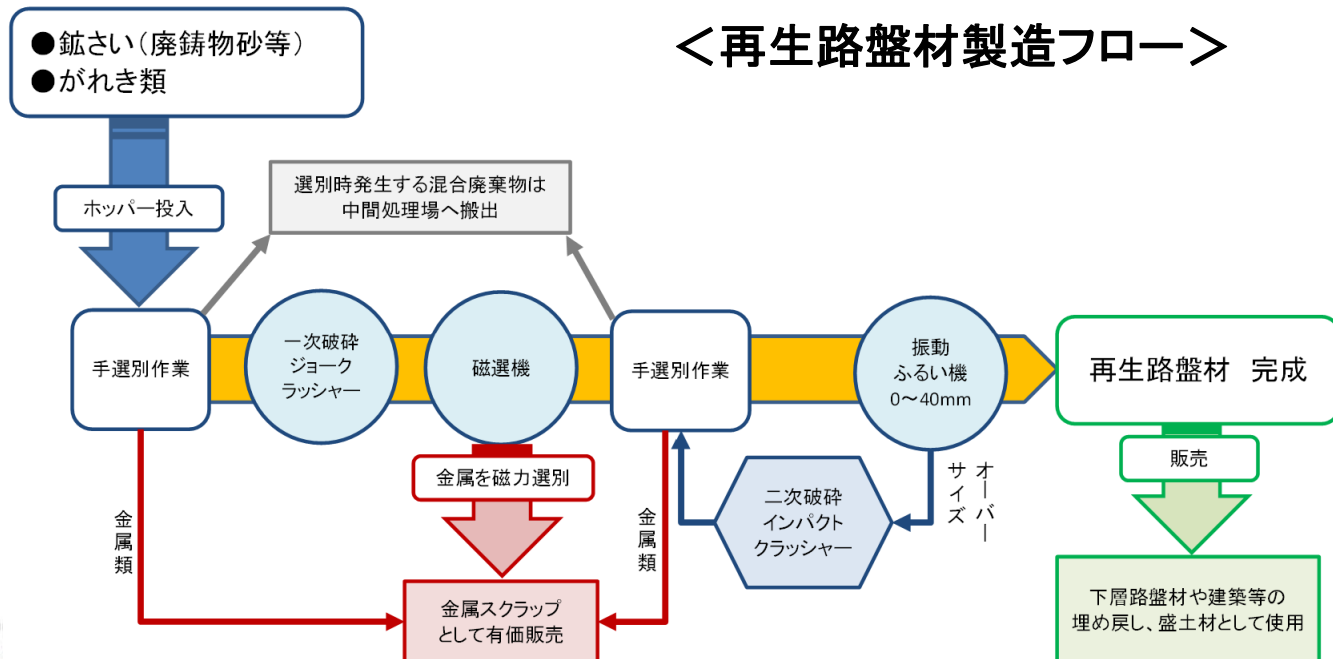 ＜再生路盤材製造フロー＞
●鉱さい（廃鋳物砂等）
●がれき類
ホッパー投入
選別時発生する混合廃棄物は
中間処理場へ搬出
手選別作業
一次破砕
ジョーク
ラッシャー
磁選機
手選別作業
振動
ふるい機
0～40mm
再生路盤材　完成
金属を磁力選別
販売
オーバー
サイズ
二次破砕
インパクト
クラッシャー
金属類
金属類
金属スクラップ
として有価販売
下層路盤材や建築等の
埋め戻し、盛土材として使用